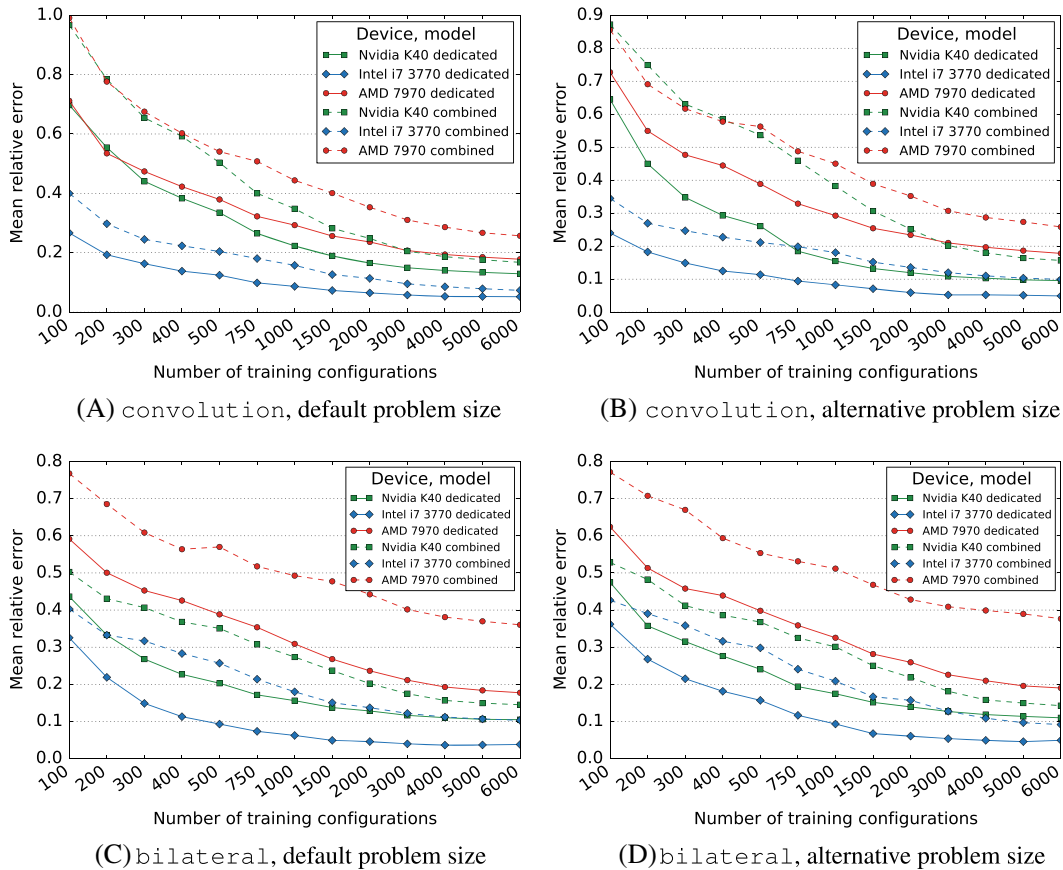 1.0
0.8
0.6
0.4
0.2
0.0
Mean relative error
Device, model
Nvidia K40 dedicated
Intel i7 3770 dedicated
AMD 7970 dedicated
Nvidia K40 combined
Intel i7 3770 combined
AMD 7970 combined
100 200 300 400 500 750 1000 1500 2000 3000 4000 5000 6000
Number of training configurations
(A) convolution, default problem size
0.9
0.8
0.7
0.6
0.5
0.4
0.3
0.2
0.1
0.0
Mean relative error
Device, model
Nvidia K40 dedicated
Intel i7 3770 dedicated
AMD 7970 dedicated
Nvidia K40 combined
Intel i7 3770 combined
AMD 7970 combined
100 200 300 400 500 750 1000 1500 2000 3000 4000 5000 6000
Number of training configurations
(B) convolution, alternative problem size
0.8
0.7
0.6
0.5
0.4
0.3
0.2
0.1
0.0
Mean relative error
Device, model
Nvidia K40 dedicated
Intel i7 3770 dedicated
AMD 7970 dedicated
Nvidia K40 combined
Intel i7 3770 combined
AMD 7970 combined
100 200 300 400 500 750 1000 1500 2000 3000 4000 5000 6000
Number of training configurations
(C) bilateral, default problem size
0.8
0.7
0.6
0.5
0.4
0.3
0.2
0.1
0.0
Mean relative error
Device, model
Nvidia K40 dedicated
Intel i7 3770 dedicated
AMD 7970 dedicated
Nvidia K40 combined
Intel i7 3770 combined
AMD 7970 combined
100 200 300 400 500 750 1000 1500 2000 3000 4000 5000 6000
Number of training configurations
(D) bilateral, alternative problem size